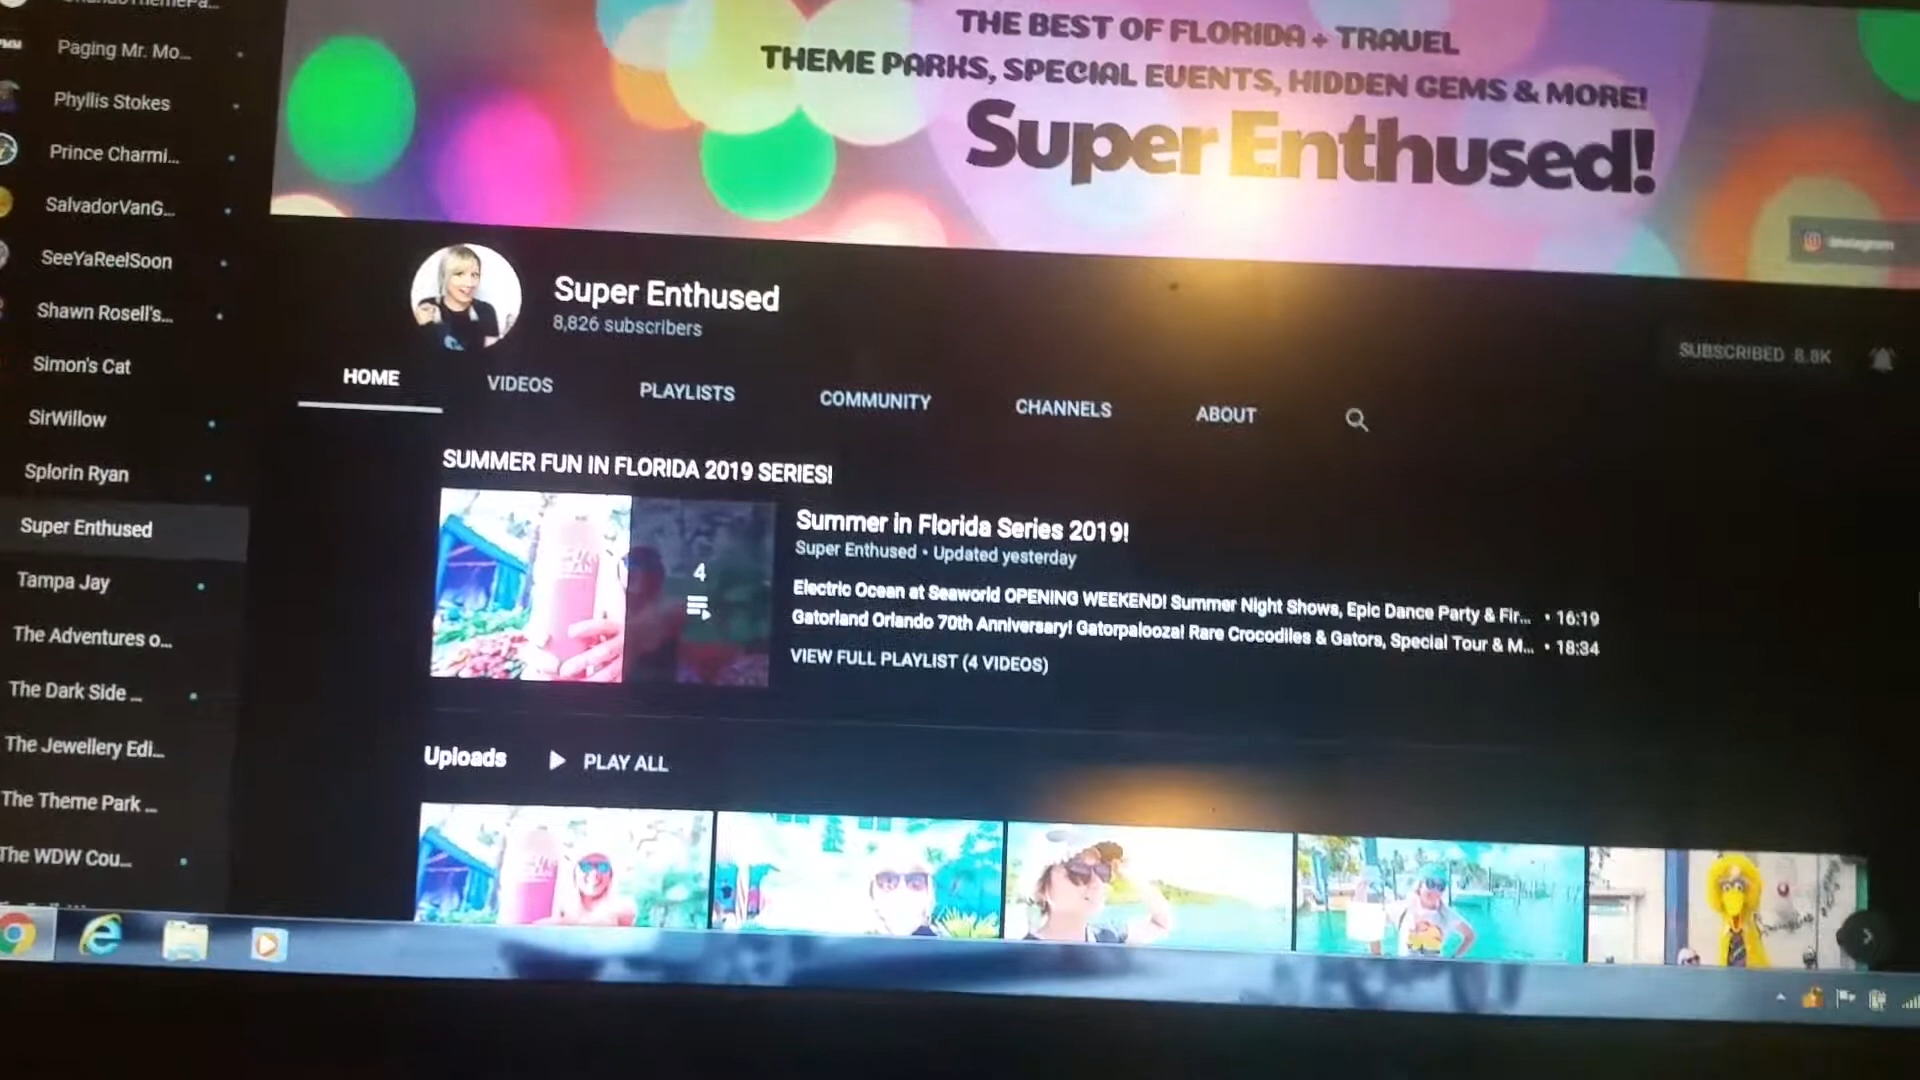 Paging Mr. Mo...
Phyllis Stokes
Prince Charmi...
SalvadorVanG...
SeeYaReelSoon
Shawn Rosell's...
Simon's Cat
SirWillow
Splorin Ryan
Super Enthused
Tampa Jay
The Adventures o...
The Dark Side ...
The Jewellery Edi...
The Theme Park ...
The WDW Cou...
THE BEST OF FLORIDA + TRAVEL
THEME PARKS, SPECIAL EVENTS, HIDDEN GEMS & MORE!
Super Enthused!
Instagram
Super Enthused
8,826 subscribers
SUBSCRIBED 8.8K
HOME VIDEOS PLAYLISTS COMMUNITY CHANNELS ABOUT
SUMMER FUN IN FLORIDA 2019 SERIES!
4
Summer in Florida Series 2019!
Super Enthused • Updated yesterday
Electric Ocean at Seaworld OPENING WEEKEND! Summer Night Shows, Epic Dance Party & Fir... • 16:19
Gatorland Orlando 70th Anniversary! Gatorpalooza! Rare Crocodiles & Gators, Special Tour & M... • 18:34
VIEW FULL PLAYLIST (4 VIDEOS)
Uploads PLAY ALL